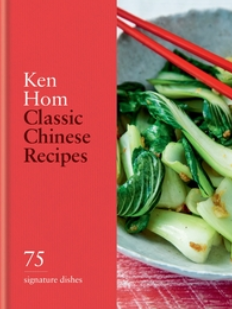 Ken
Hom
Classic
Chinese
Recipes
75
signature dishes